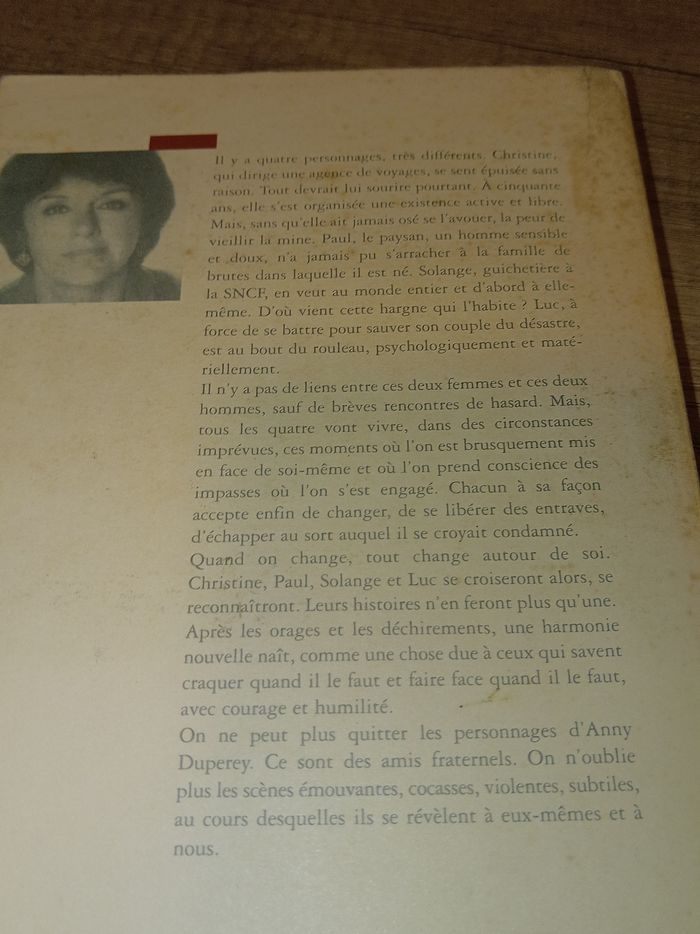 Il y a quatre personnages, très différents. Christine,
qui dirige une agence de voyages, se sent épuisée sans
raison. Tout devrait lui sourire pourtant. À cinquante
ans, elle s'est organisée une existence active et libre.
Mais, sans qu'elle ait jamais osé se l'avouer, la peur de
vieillir la mine. Paul, le paysan, un homme sensible
et doux, n'a jamais pu s'arracher à la famille de
brutes dans laquelle il est né. Solange, guichetière à
la SNCF, en veut au monde entier et d'abord à elle-
même. D'où vient cette hargne qui l'habite ? Luc, à
force de se battre pour sauver son couple du désastre,
est au bout du rouleau, psychologiquement et maté-
riellement.
Il n'y a pas de liens entre ces deux femmes et ces deux
hommes, sauf de brèves rencontres de hasard. Mais,
tous les quatre vont vivre, dans des circonstances
imprévues, ces moments où l'on est brusquement mis
en face de soi-même et où l'on prend conscience des
impasses où l'on s'est engagé. Chacun à sa façon
accepte enfin de changer, de se libérer des entraves,
d'échapper au sort auquel il se croyait condamné.
Quand on change, tout change autour de soi.
Christine, Paul, Solange et Luc se croiseront alors, se
reconnaîtront. Leurs histoires n'en feront plus qu'une.
Après les orages et les déchirements, une harmonie
nouvelle naît, comme une chose due à ceux qui savent
craquer quand il le faut et faire face quand il le faut,
avec courage et humilité.
On ne peut plus quitter les personnages d'Anny
Duperey. Ce sont des amis fraternels. On n'oublie
plus les scènes émouvantes, cocasses, violentes, subtiles,
au cours desquelles ils se révèlent à eux-mêmes et à
nous.